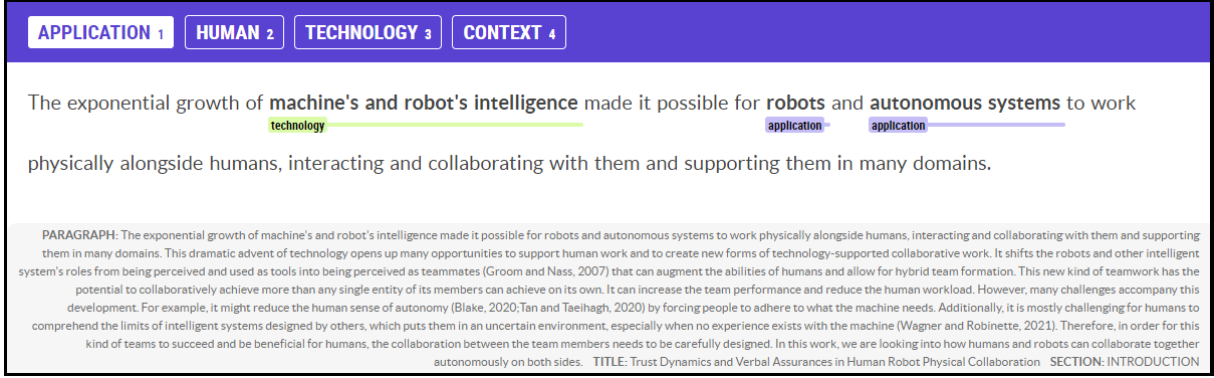 APPLICATION 1 HUMAN 2 TECHNOLOGY 3 CONTEXT 4
The exponential growth of machine's and robot's intelligence made it possible for robots and autonomous systems to work
technology application application
physically alongside humans, interacting and collaborating with them and supporting them in many domains.
PARAGRAPH: The exponential growth of machine's and robot's intelligence made it possible for robots and autonomous systems to work physically alongside humans, interacting and collaborating with them and supporting
them in many domains. This dramatic advent of technology opens up many opportunities to support human work and to create new forms of technology-supported collaborative work. It shifts the robots and other intelligent
system's roles from being perceived and used as tools into being perceived as teammates (Groom and Nass, 2007) that can augment the abilities of humans and allow for hybrid team formation. This new kind of teamwork has the
potential to collaboratively achieve more than any single entity of its members can achieve on its own. It can increase the team performance and reduce the human workload. However, many challenges accompany this
development. For example, it might reduce the human sense of autonomy (Blake, 2020;Tan and Taeihagh, 2020) by forcing people to adhere to what the machine needs. Additionally, it is mostly challenging for humans to
comprehend the limits of intelligent systems designed by others, which puts them in an uncertain environment, especially when no experience exists with the machine (Wagner and Robinette, 2021). Therefore, in order for this
kind of teams to succeed and be beneficial for humans, the collaboration between the team members needs to be carefully designed. In this work, we are looking into how humans and robots can collaborate together
autonomously on both sides. TITLE: Trust Dynamics and Verbal Assurances in Human Robot Physical Collaboration SECTION: INTRODUCTION